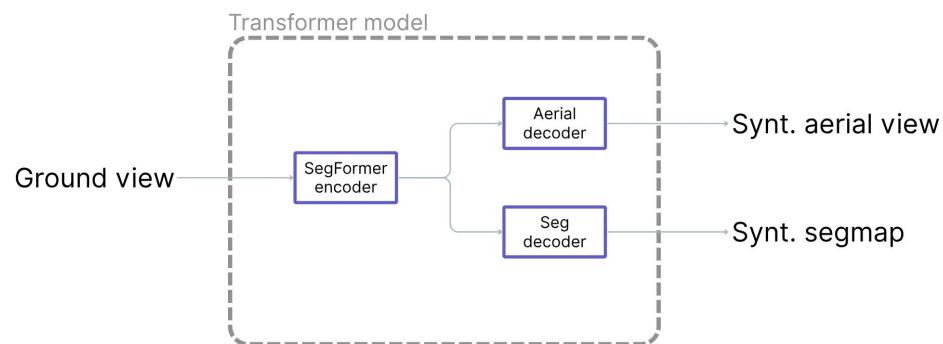 Transformer model
Ground view
SegFormer
encoder
Aerial
decoder
Synt. aerial view
Seg
decoder
Synt. segmap